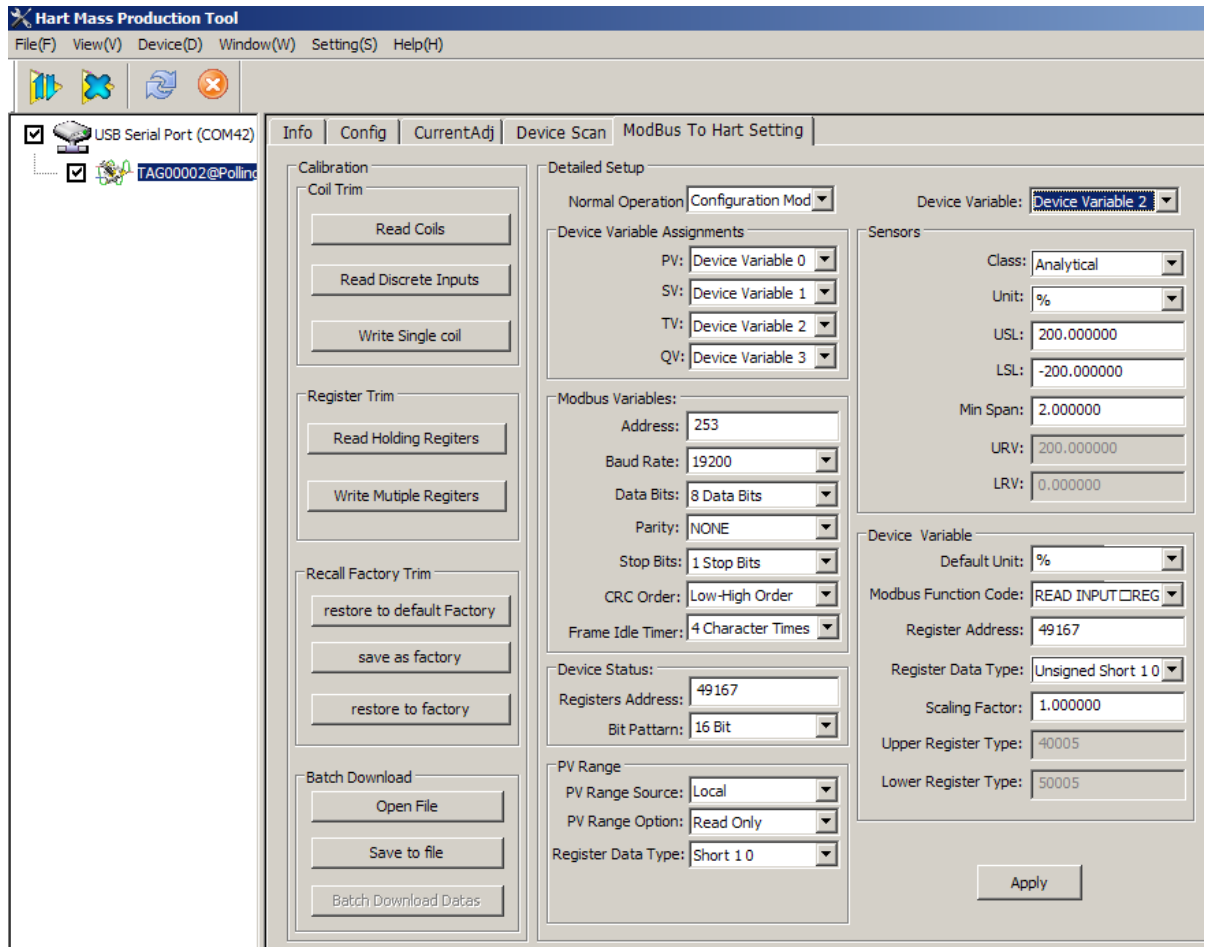 Hart Mass Production Tool
File(F) View(V) Device(D) Window(W) Setting(S) Help(H)
USB Serial Port (COM42)
TAG00002@Polling
Info Config CurrentAdj Device Scan ModBus To Hart Setting
Calibration
Coil Trim
Read Coils
Read Discrete Inputs
Write Single coil
Register Trim
Read Holding Regiters
Write Mutiple Regiters
Recall Factory Trim
restore to default Factory
save as factory
restore to factory
Batch Download
Open File
Save to file
Batch Download Datas
Detailed Setup
Normal Operation Configuration Mod
Device Variable Assignments
PV: Device Variable 0
SV: Device Variable 1
TV: Device Variable 2
QV: Device Variable 3
Modbus Variables:
Address: 253
Baud Rate: 19200
Data Bits: 8 Data Bits
Parity: NONE
Stop Bits: 1 Stop Bits
CRC Order: Low-High Order
Frame Idle Timer: 4 Character Times
Device Status:
Registers Address: 49167
Bit Pattarn: 16 Bit
PV Range
PV Range Source: Local
PV Range Option: Read Only
Register Data Type: Short 1 0
Device Variable: Device Variable 2
Sensors
Class: Analytical
Unit: %
USL: 200.000000
LSL: -200.000000
Min Span: 2.000000
URV: 200.000000
LRV: 0.000000
Device Variable
Default Unit: %
Modbus Function Code: READ INPUT□REG
Register Address: 49167
Register Data Type: Unsigned Short 1 0
Scaling Factor: 1.000000
Upper Register Type: 40005
Lower Register Type: 50005
Apply